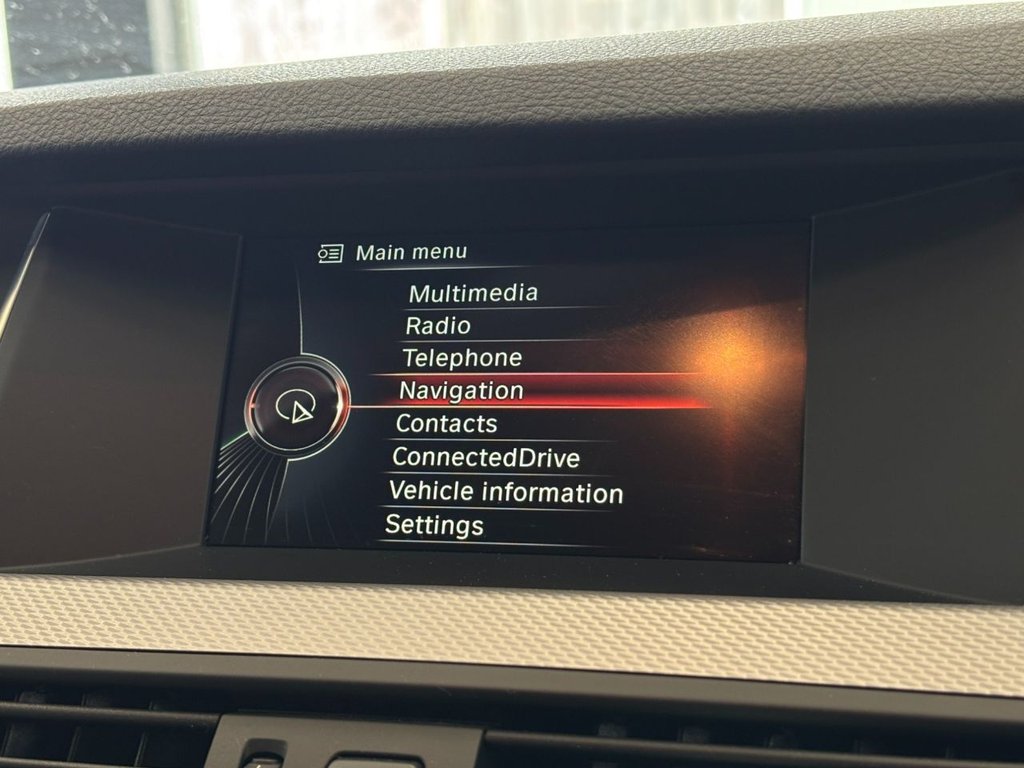 Main menu
Multimedia
Radio
Telephone
Navigation
Contacts
ConnectedDrive
Vehicle information
Settings